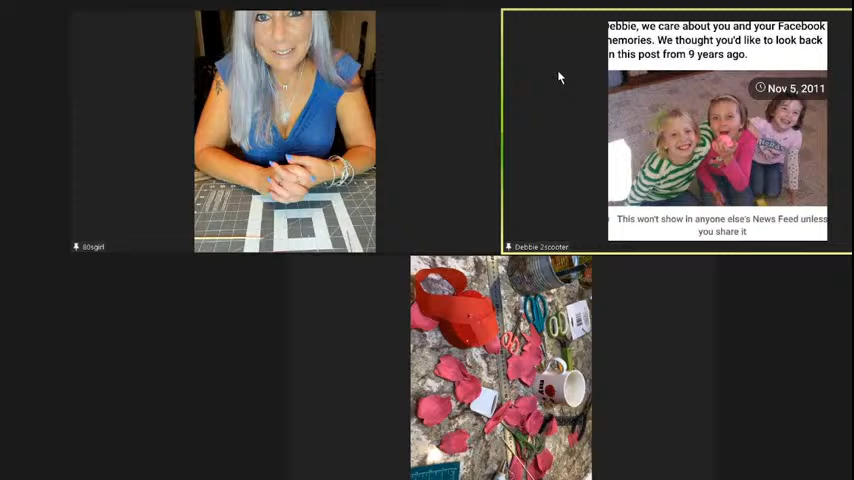 ebbie, we care about you and your Facebook
emories. We thought you'd like to look back
n this post from 9 years ago.
Nov 5, 2011
This won't show in anyone else's News Feed unless
you share it
80sgirl
Debbie 2scooter